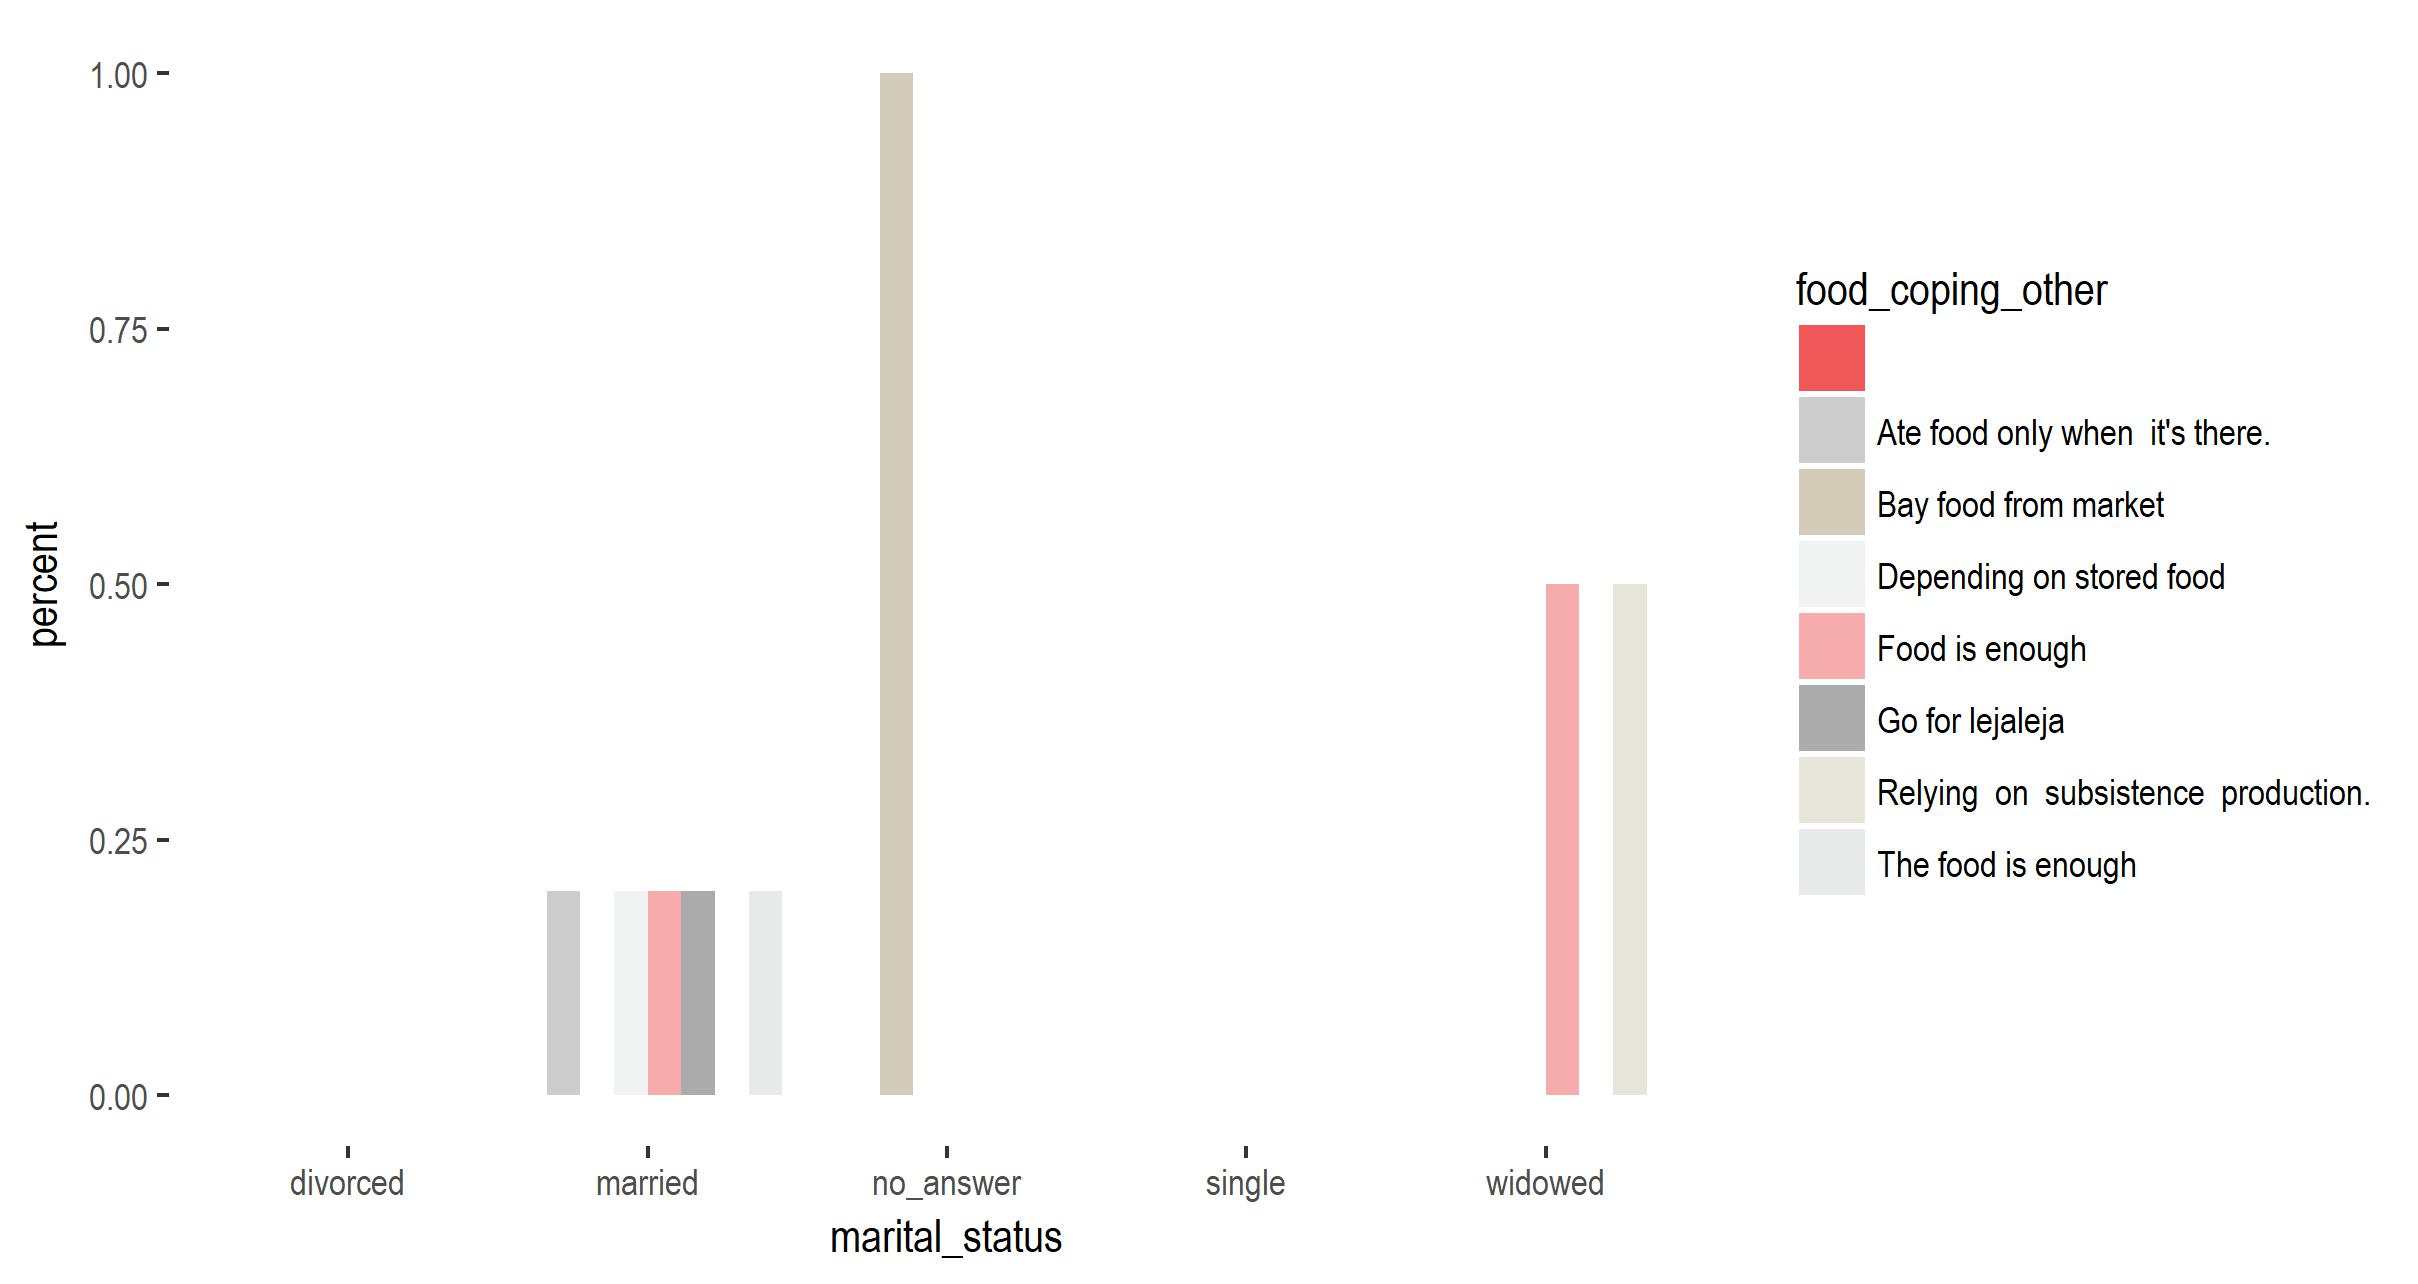 1.00
0.75
0.50
0.25
0.00
percent
divorced
married
no_answer
single
widowed
marital_status
food_coping_other
Ate food only when  it's there.
Bay food from market
Depending on stored food
Food is enough
Go for lejaleja
Relying  on  subsistence  production.
The food is enough